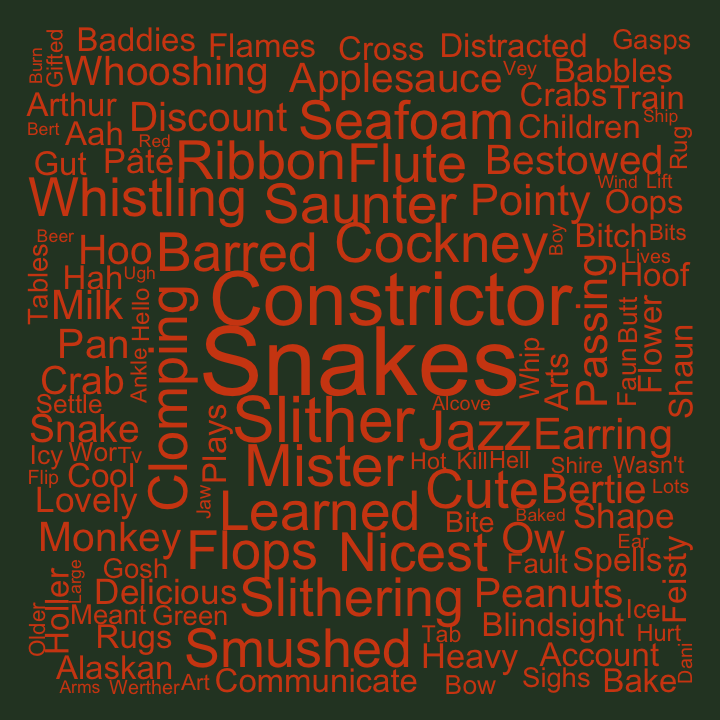 Burn
Gifted
Baddies
Flames
Cross
Distracted
Gasps
Whooshing
Applesauce
Vey
Babbles
Arthur
Discount
Seafoam
Crabs
Train
Bert
Aah
Red
Children
Ship
Rug
Gut
Pâté
Ribbon
Flute
Bestowed
Whistling
Saunter
Pointy
Wind
Lift
Oops
Beer
Hoo
Barred
Cockney
Boy
Bitch
Bits
Tables
Hah
Ugh
Constrictor
Lives
Hoof
Milk
Hello
Clomping
Passing
Butt
Flower
Pan
Snakes
Whip
Arts
Faun
Shaun
Crab
Ankle
Settle
Slither
Alcove
Snake
Plays
Jazz
Earring
Icy
Wor
Tv
Mister
Hot
Kill
Hell
Shire
Wasn't
Flip
Cool
Cute
Bertie
Lots
Lovely
Jaw
Learned
Bite
Baked
Shape
Monkey
Flops
Nicest
Ow
Ear
Gosh
Fault
Spells
Feisty
Holler
Large
Delicious
Slithering
Peanuts
Older
Meant
Green
Ice
Rugs
Smushed
Tab
Blindsight
Hurt
Alaskan
Heavy
Account
Dani
Arms
Werther
Art
Communicate
Bow
Sighs
Bake